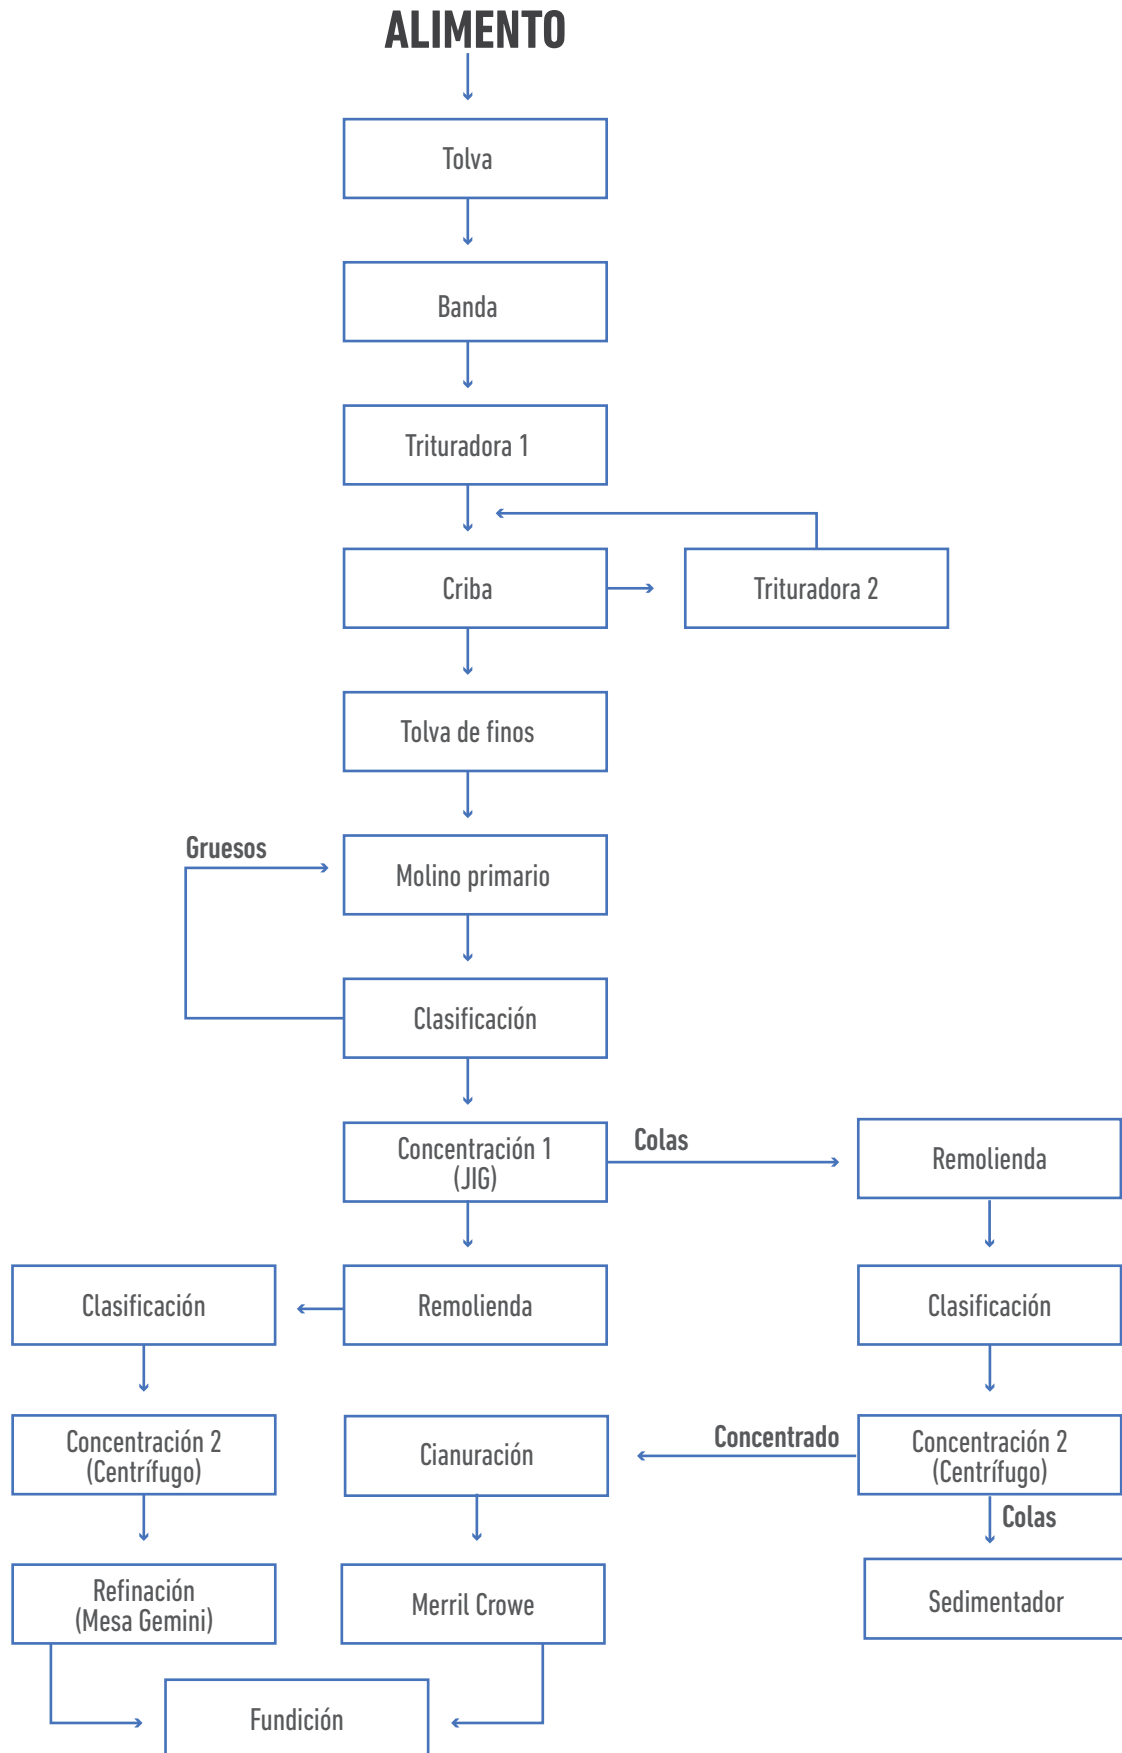 ALIMENTO
Tolva
Banda
Trituradora 1
Criba
Trituradora 2
Tolva de finos
Gruesos
Molino primario
Clasificación
Concentración 1
(JIG)
Colas
Remolienda
Clasificación
Remolienda
Clasificación
Concentración 2
(Centrífugo)
Cianuración
Concentrado
Concentración 2
(Centrífugo)
Colas
Refinación
(Mesa Gemini)
Merril Crowe
Sedimentador
Fundición